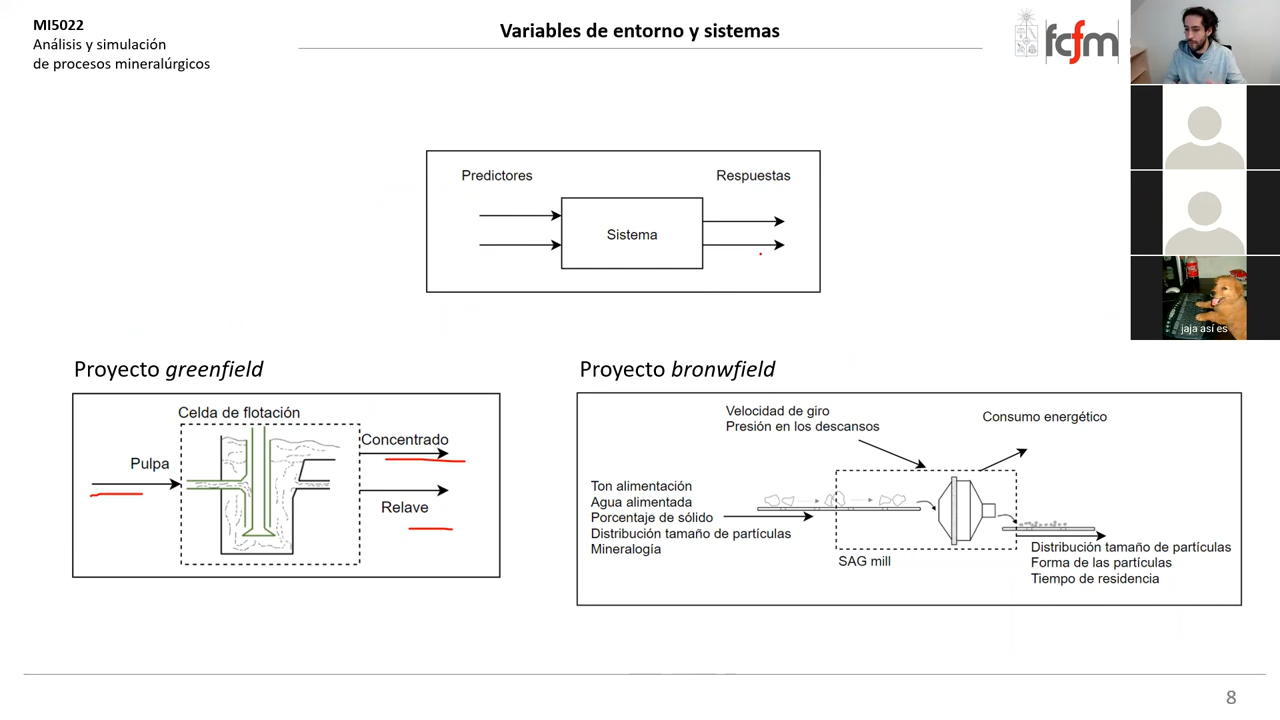 MI5022
Análisis y simulación
de procesos mineralúrgicos
Variables de entorno y sistemas
fcfm
jaja así es
Predictores
Respuestas
Sistema
Proyecto greenfield
Celda de flotación
Pulpa
Concentrado
Relave
Proyecto bronwfield
Velocidad de giro
Presión en los descansos
Consumo energético
Ton alimentación
Agua alimentada
Porcentaje de sólido
Distribución tamaño de partículas
Mineralogía
SAG mill
Distribución tamaño de partículas
Forma de las partículas
Tiempo de residencia
8